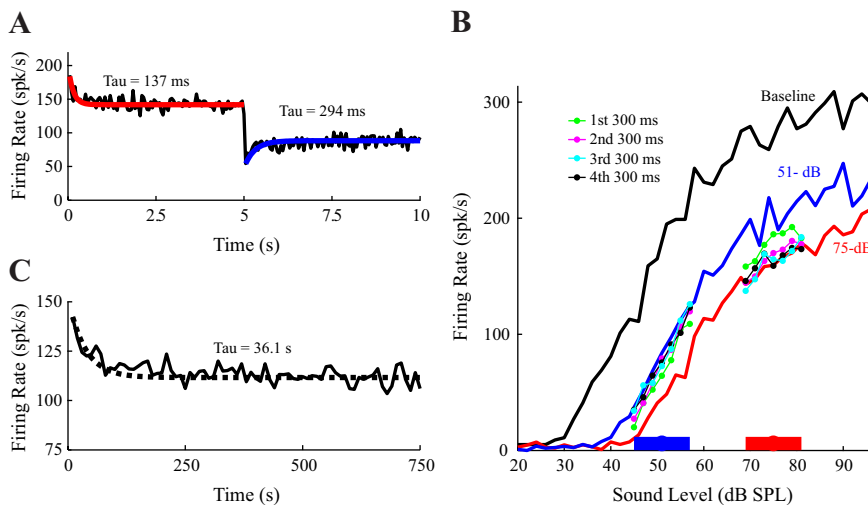 A
Firing Rate (spk/s)
200
150
100
50
0
Tau = 137 ms
Tau = 294 ms
0
2.5
5
7.5
10
Time (s)
C
Firing Rate (spk/s)
150
125
100
75
Tau = 36.1 s
0
250
500
750
Time (s)
B
Firing Rate (spk/s)
300
200
100
0
Baseline
1st 300 ms
2nd 300 ms
3rd 300 ms
4th 300 ms
51- dB
75-dB
20
30
40
50
60
70
80
90
Sound Level (dB SPL)